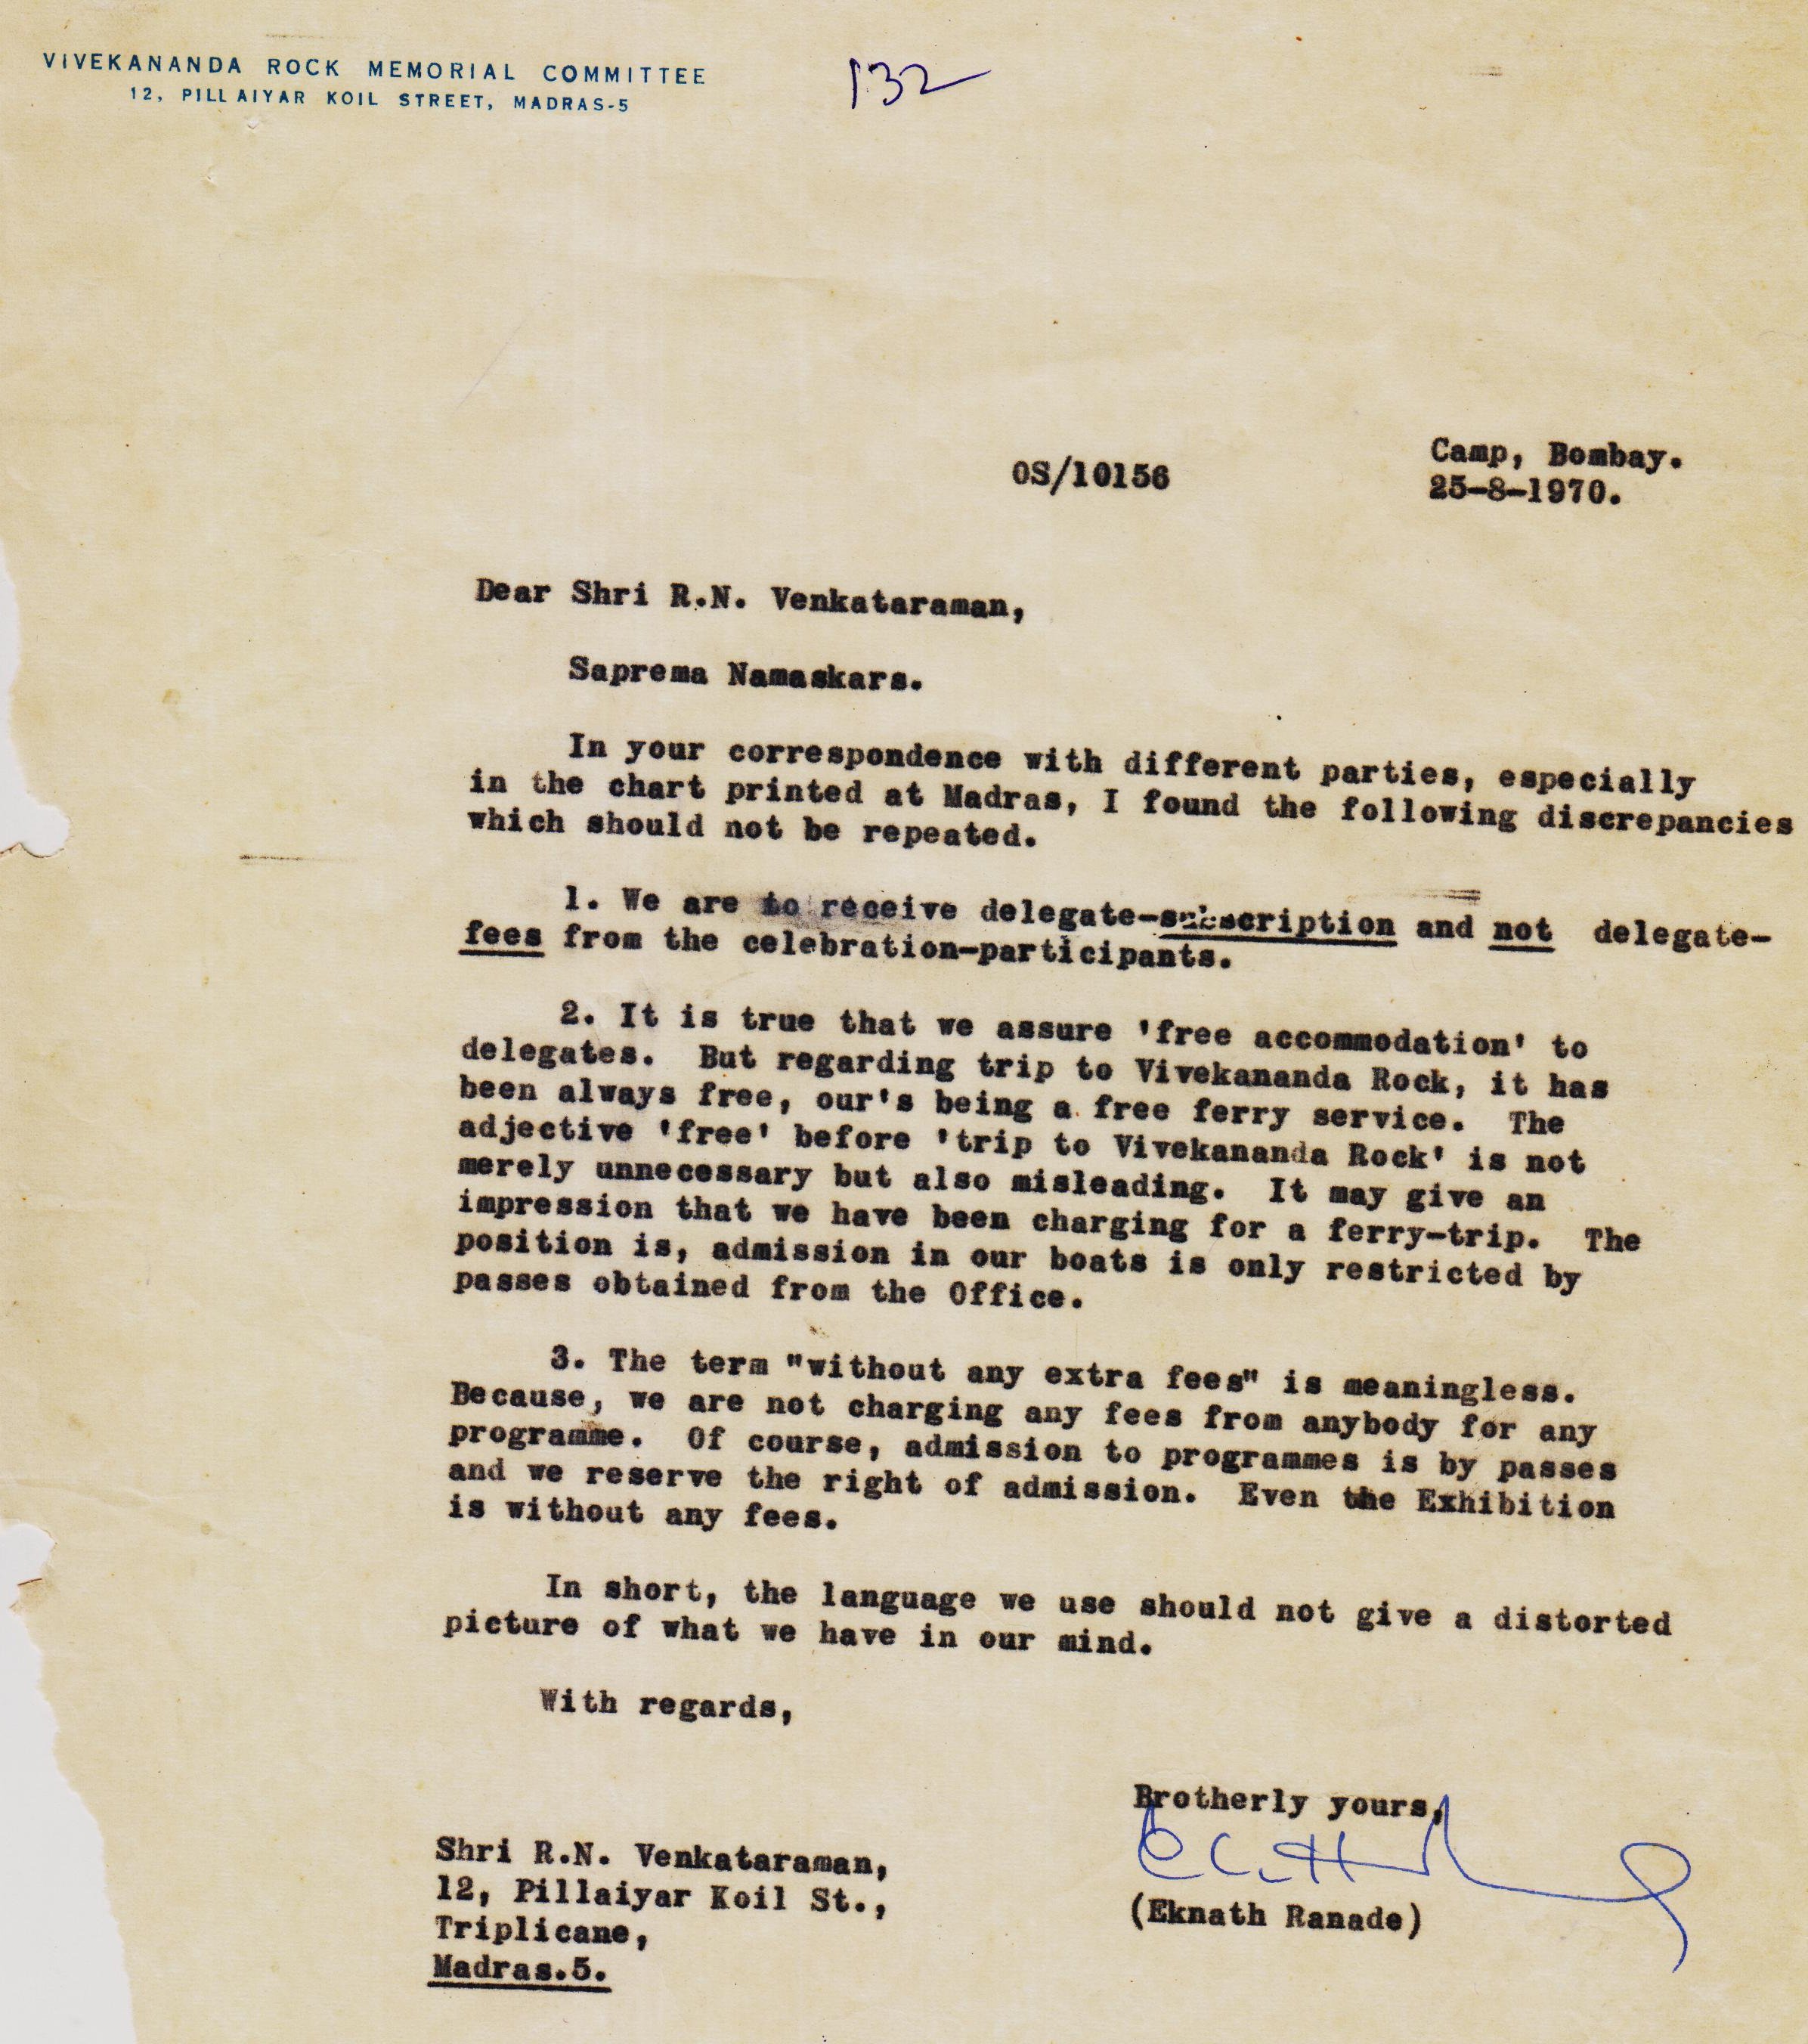 VIVEKANANDA ROCK MEMORIAL COMMITTEE
12, PILLAIYAR KOIL STREET, MADRAS-5
132
OS/10156
Camp, Bombay.
25-8-1970.
Dear Shri R.N. Venkataraman,
Saprema Namaskars.
In your correspondence with different parties, especially
in the chart printed at Madras, I found the following discrepancies
which should not be repeated.
1. We are to receive delegate-subscription and not delegate-
fees from the celebration-participants.
2. It is true that we assure 'free accommodation' to
delegates. But regarding trip to Vivekananda Rock, it has
been always free, our's being a free ferry service. The
adjective 'free' before 'trip to Vivekananda Rock' is not
merely unnecessary but also misleading. It may give an
impression that we have been charging for a ferry-trip. The
position is, admission in our boats is only restricted by
passes obtained from the Office.
3. The term "without any extra fees" is meaningless.
Because, we are not charging any fees from anybody for any
programme. Of course, admission to programmes is by passes
and we reserve the right of admission. Even the Exhibition
is without any fees.
In short, the language we use should not give a distorted
picture of what we have in our mind.
With regards,
Brotherly yours,
(Eknath Ranade)
Shri R.N. Venkataraman,
12, Pillaiyar Koil St.,
Triplicane,
Madras.5.